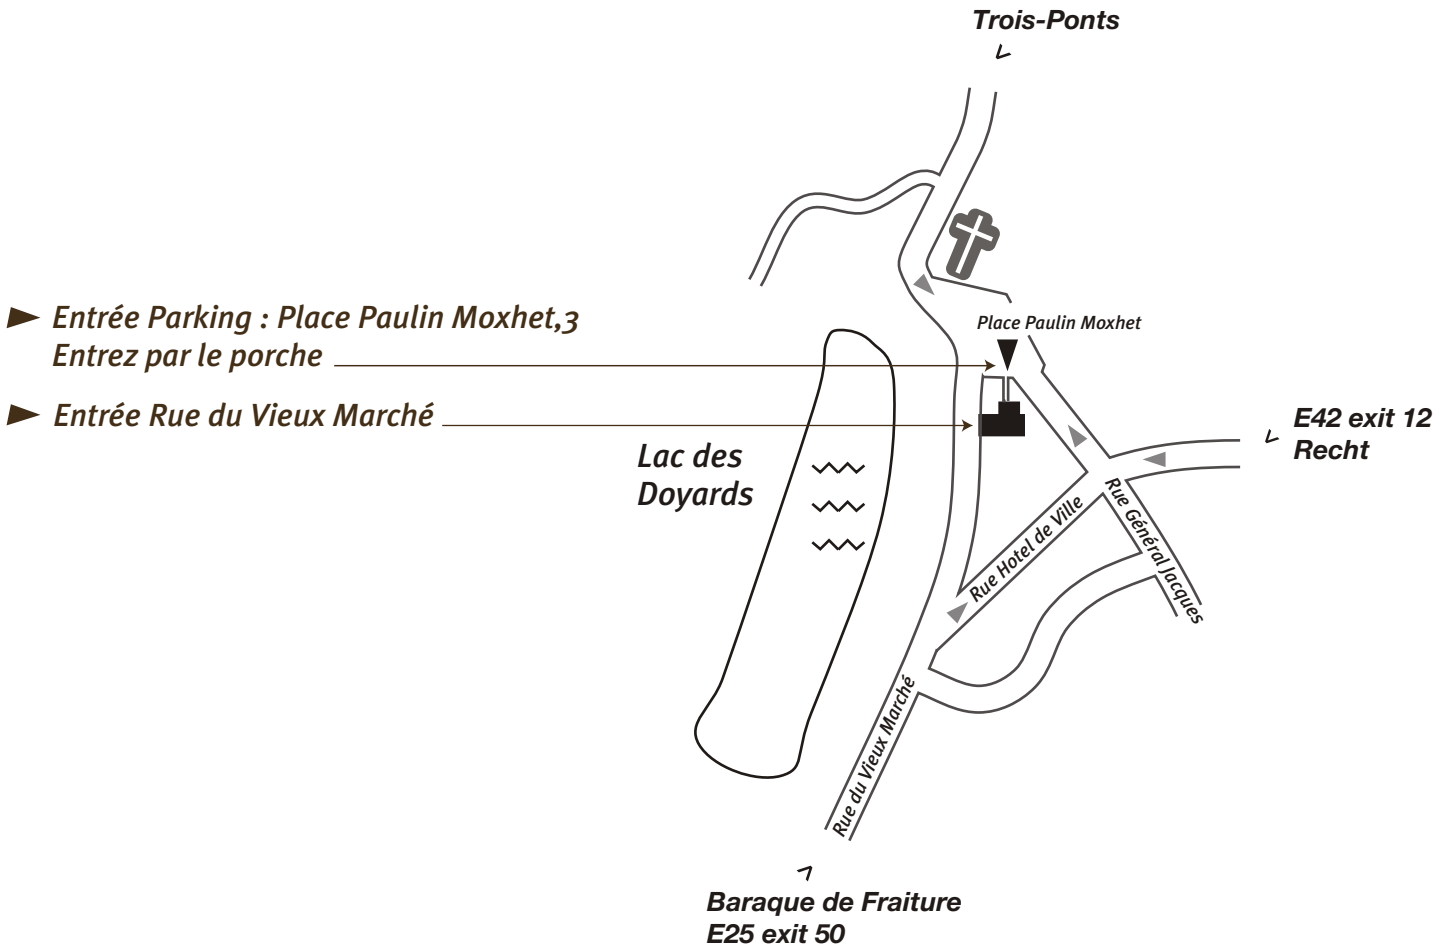 Trois-Ponts
Entrée Parking : Place Paulin Moxhet,3
Entrez par le porche
Place Paulin Moxhet
Entrée Rue du Vieux Marché
E42 exit 12
Recht
Lac des
Doyards
Rue Hotel de Ville
Rue Général Jacques
Rue du Vieux Marché
Baraque de Fraiture
E25 exit 50